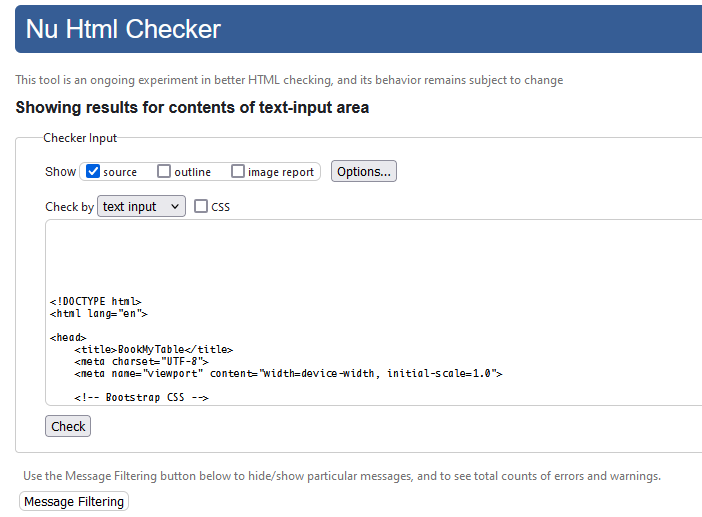 Nu Html Checker
This tool is an ongoing experiment in better HTML checking, and its behavior remains subject to change
Showing results for contents of text-input area
Checker Input
Show source outline image report Options...
Check by text input CSS
<!DOCTYPE html>
<html lang="en">
<head>
<title>BookMyTable</title>
<meta charset="UTF-8">
<meta name="viewport" content="width=device-width, initial-scale=1.0">
<!-- Bootstrap CSS -->
Check
Use the Message Filtering button below to hide/show particular messages, and to see total counts of errors and warnings.
Message Filtering